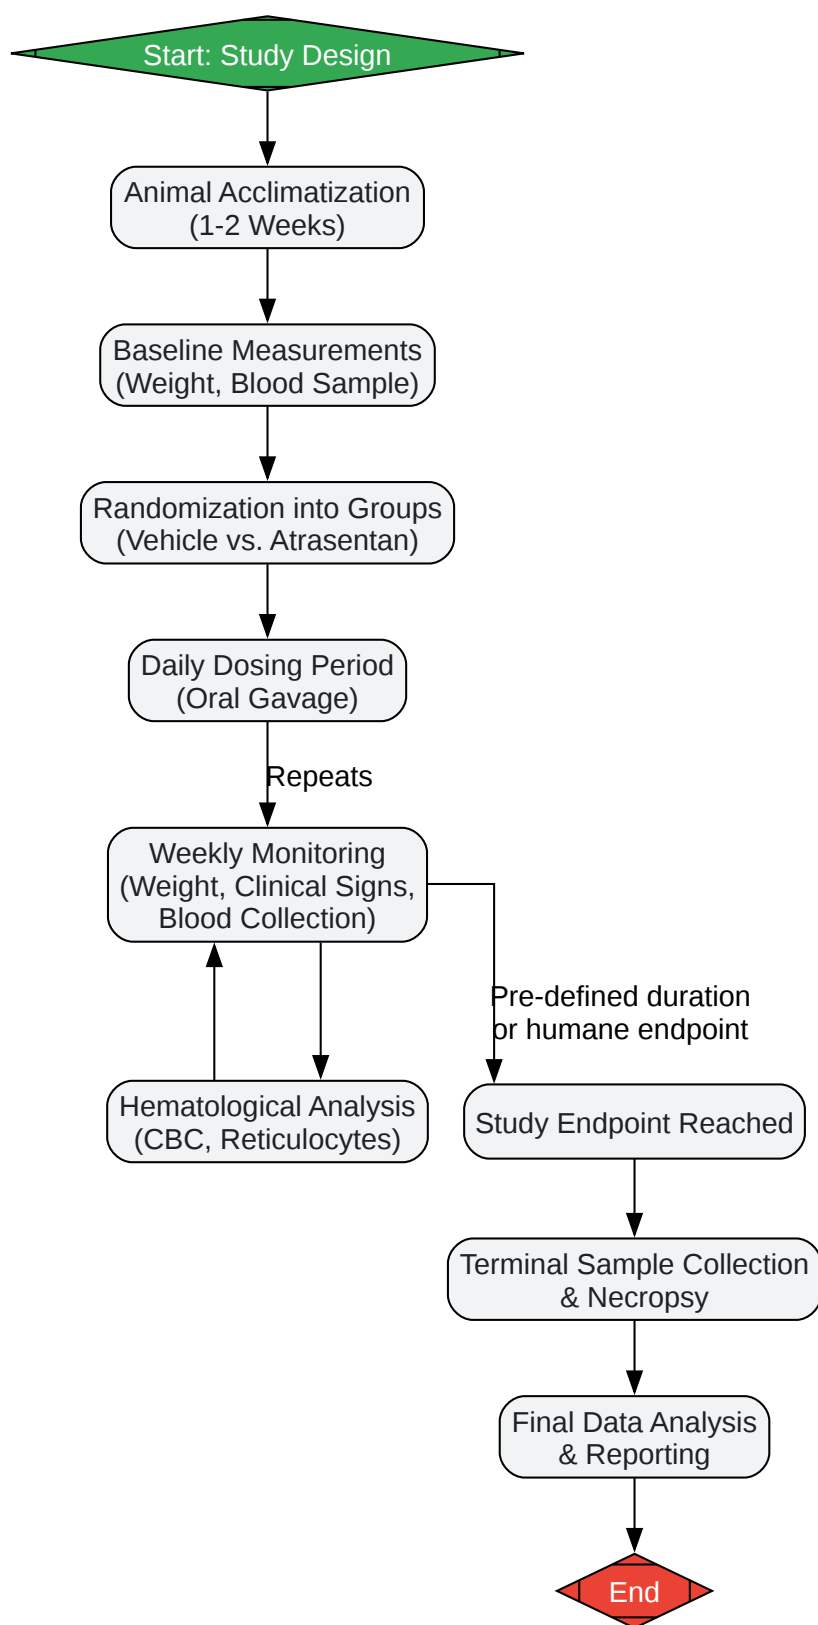 Start: Study Design
Animal Acclimatization
(1-2 Weeks)
Baseline Measurements
(Weight, Blood Sample)
Randomization into Groups
(Vehicle vs. Atrasentan)
Daily Dosing Period
(Oral Gavage)
Repeats
Weekly Monitoring
(Weight, Clinical Signs,
Blood Collection)
Pre-defined duration
or humane endpoint
Hematological Analysis
(CBC, Reticulocytes)
Study Endpoint Reached
Terminal Sample Collection
& Necropsy
Final Data Analysis
& Reporting
End